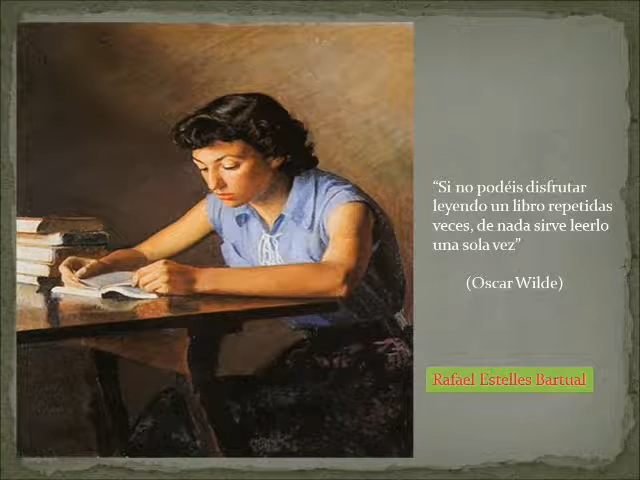 “Si no podéis disfrutar
leyendo un libro repetidas
veces, de nada sirve leerlo
una sola vez”
(Oscar Wilde)
Rafael Estelles Bartual